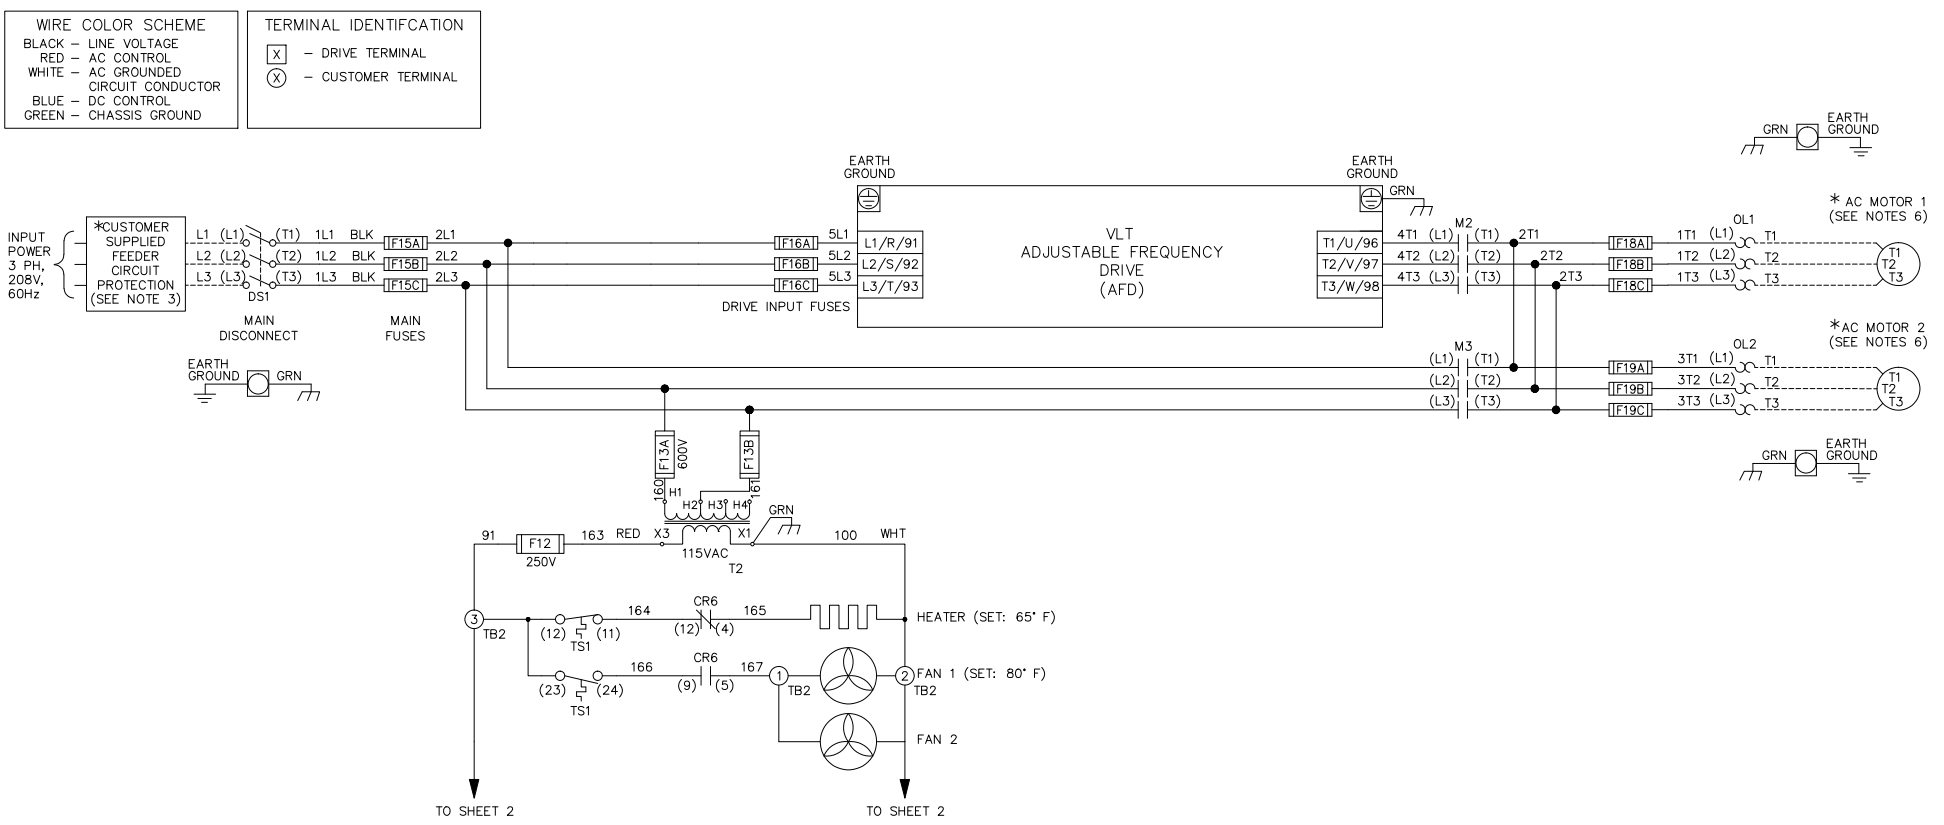 WIRE COLOR SCHEME
BLACK – LINE VOLTAGE
RED – AC CONTROL
WHITE – AC GROUNDED
CIRCUIT CONDUCTOR
BLUE – DC CONTROL
GREEN – CHASSIS GROUND
TERMINAL IDENTIFCATION
X – DRIVE TERMINAL
X – CUSTOMER TERMINAL
GRN
EARTH
GROUND
EARTH
GROUND
EARTH
GROUND
GRN
INPUT
POWER
3 PH,
208V,
60Hz
*CUSTOMER
SUPPLIED
FEEDER
CIRCUIT
PROTECTION
(SEE NOTE 3)
L1 (L1) (T1) 1L1 BLK F15A 2L1
L2 (L2) (T2) 1L2 BLK F15B 2L2
L3 (L3) (T3) 1L3 BLK F15C 2L3
DS1
MAIN
DISCONNECT
MAIN
FUSES
F16A 5L1 L1/R/91
F16B 5L2 L2/S/92
F16C 5L3 L3/T/93
DRIVE INPUT FUSES
VLT
ADJUSTABLE FREQUENCY
DRIVE
(AFD)
M2
T1/U/96 4T1 (L1) (T1) 2T1 F18A 1T1 (L1) T1
T2/V/97 4T2 (L2) (T2) 2T2 F18B 1T2 (L2) T2
T3/W/98 4T3 (L3) (T3) 2T3 F18C 1T3 (L3) T3
OL1
* AC MOTOR 1
(SEE NOTES 6)
T1
T2
T3
M3
(L1) (T1) F19A 3T1 (L1) T1
(L2) (T2) F19B 3T2 (L2) T2
(L3) (T3) F19C 3T3 (L3) T3
OL2
*AC MOTOR 2
(SEE NOTES 6)
T1
T2
T3
EARTH
GROUND
GRN
GRN
EARTH
GROUND
F13A
600V
F13B
160
161
H1
H2 H3 H4
GRN
91 F12 163 RED X3 X1 100 WHT
250V
115VAC
T2
3
TB2
(12) (11)
TS1
164
CR6
(12) (4)
165
HEATER (SET: 65° F)
(23) (24)
TS1
166
CR6
(9) (5)
167
1
TB2
2
TB2
FAN 1 (SET: 80° F)
FAN 2
TO SHEET 2
TO SHEET 2